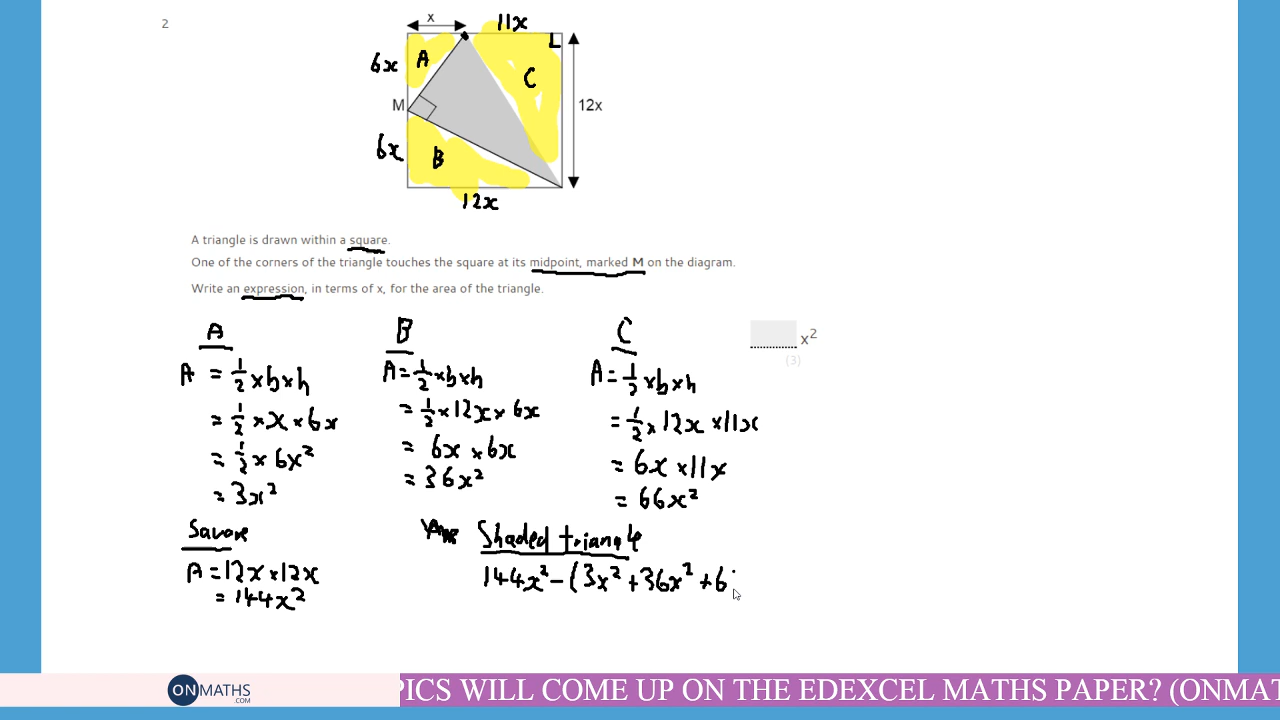 2
x 11x
6x A C
M 12x
6x B
12x
A triangle is drawn within a square.
One of the corners of the triangle touches the square at its midpoint, marked M on the diagram.
Write an expression, in terms of x, for the area of the triangle.
A B C
x²
(3)
A = 1/2 × b × h A = 1/2 × b × h A = 1/2 × b × h
= 1/2 × x × 6x = 1/2 × 12x × 6x = 1/2 × 12x × 11x
= 1/2 × 6x² = 6x × 6x = 6x × 11x
= 3x² = 36x² = 66x²
Square Shaded triangle
A = 12x × 12x 144x² - (3x² + 36x² + 6
= 144x²
ONMATHS
.COM
PICS WILL COME UP ON THE EDEXCEL MATHS PAPER? (ONMAT